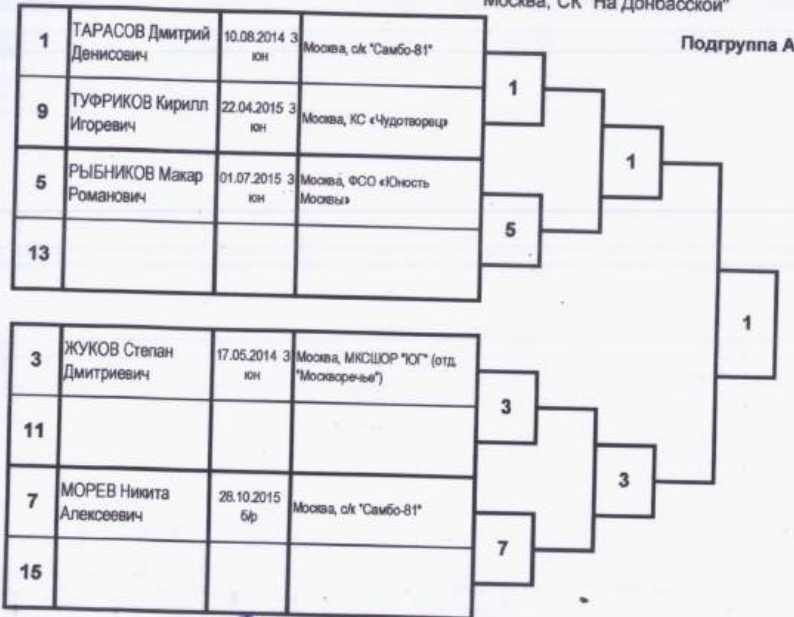 Москва, СК "На Донбасской"
Подгруппа А
1 ТАРАСОВ Дмитрий 10.08.2014 3 Москва, с/к "Самбо-81"
Денисович юн
1
9 ТУФРИКОВ Кирилл 22.04.2015 3 Москва, КС «Чудотворец»
Игоревич юн
1
5 РЫБНИКОВ Макар 01.07.2015 3 Москва, ФСО «Юность
Романович юн Москвы»
5
13
1
3 ЖУКОВ Степан 17.05.2014 3 Москва, МКСШОР "ЮГ" (отд.
Дмитриевич юн "Москворечье")
3
11
3
7 МОРЕВ Никита 28.10.2015 Москва, с/к "Самбо-81"
Алексеевич б/р
7
15